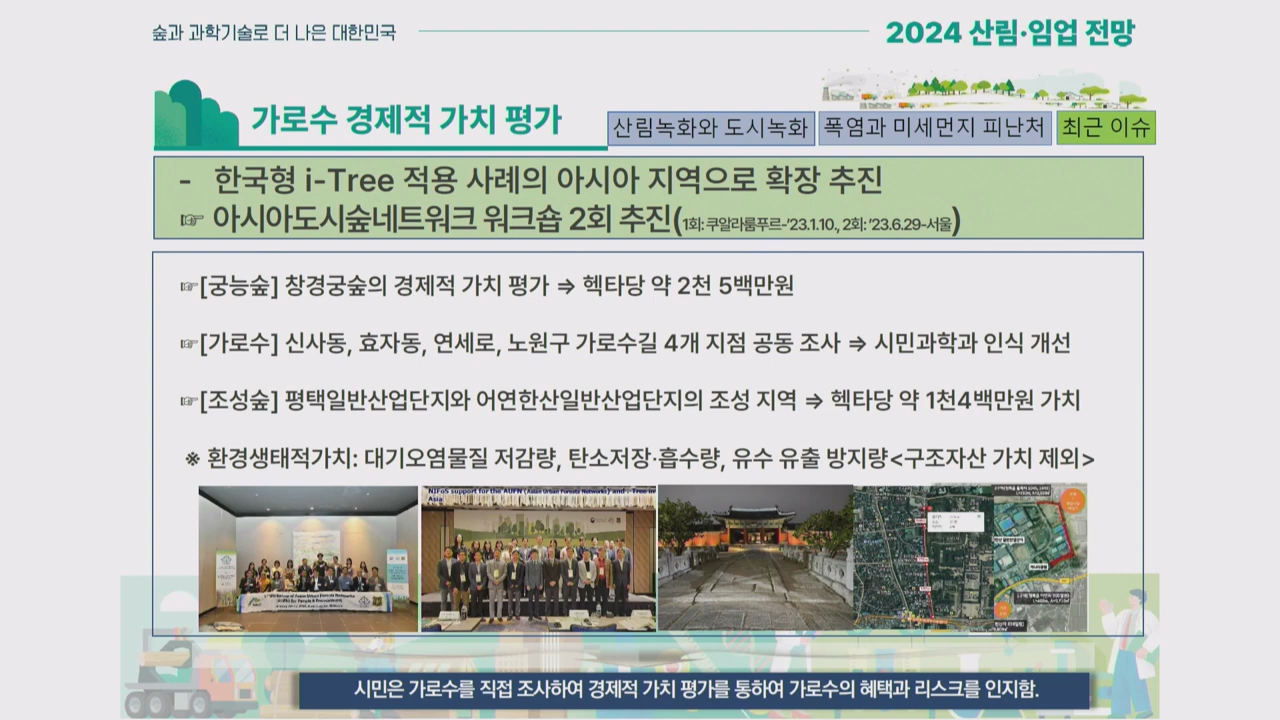 숲과 과학기술로 더 나은 대한민국
2024 산림·임업 전망
가로수 경제적 가치 평가
산림녹화와 도시녹화
폭염과 미세먼지 피난처
최근 이슈
- 한국형 i-Tree 적용 사례의 아시아 지역으로 확장 추진
☞ 아시아도시숲네트워크 워크숍 2회 추진(1회: 쿠알라룸푸르-’23.1.10., 2회: ’23.6.29-서울)
☞[궁능숲] 창경궁숲의 경제적 가치 평가 ⇒ 헥타당 약 2천 5백만원
☞[가로수] 신사동, 효자동, 연세로, 노원구 가로수길 4개 지점 공동 조사 ⇒ 시민과학과 인식 개선
☞[조성숲] 평택일반산업단지와 어연한산일반산업단지의 조성 지역 ⇒ 헥타당 약 1천4백만원 가치
※ 환경생태적가치: 대기오염물질 저감량, 탄소저장·흡수량, 유수 유출 방지량<구조자산 가치 제외>
NIFoS support for the AUFN (Asian Urban Forests Networks) and i-Tree in
Asia
시민은 가로수를 직접 조사하여 경제적 가치 평가를 통하여 가로수의 혜택과 리스크를 인지함.